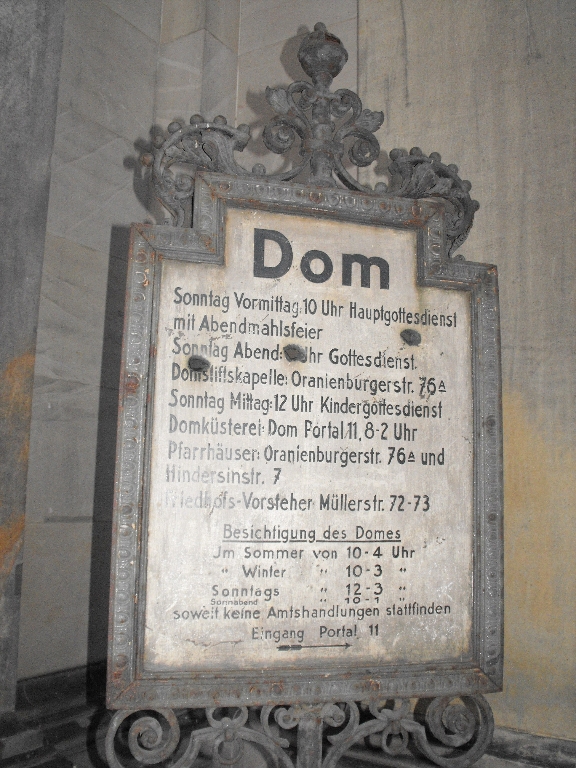 Dom
Sonntag Vormittag 10 Uhr Hauptgottesdienst
mit Abendmahlsfeier
Sonntag Abend: Uhr Gottesdienst.
Domstiftskapelle: Oranienburgerstr. 76a
Sonntag Mittag: 12 Uhr Kindergottesdienst
Domküsterei: Dom Portal 11, 8-2 Uhr
Pfarrhäuser: Oranienburgerstr. 76a und
Hindersinstr. 7
Friedhofs-Vorsteher Müllerstr. 72-73
Besichtigung des Domes
Jm Sommer von 10-4 Uhr
" Winter " 10-3 "
Sonntags " 12-3 "
Sonnabend "
soweit keine Amtshandlungen stattfinden
Eingang Portal 11